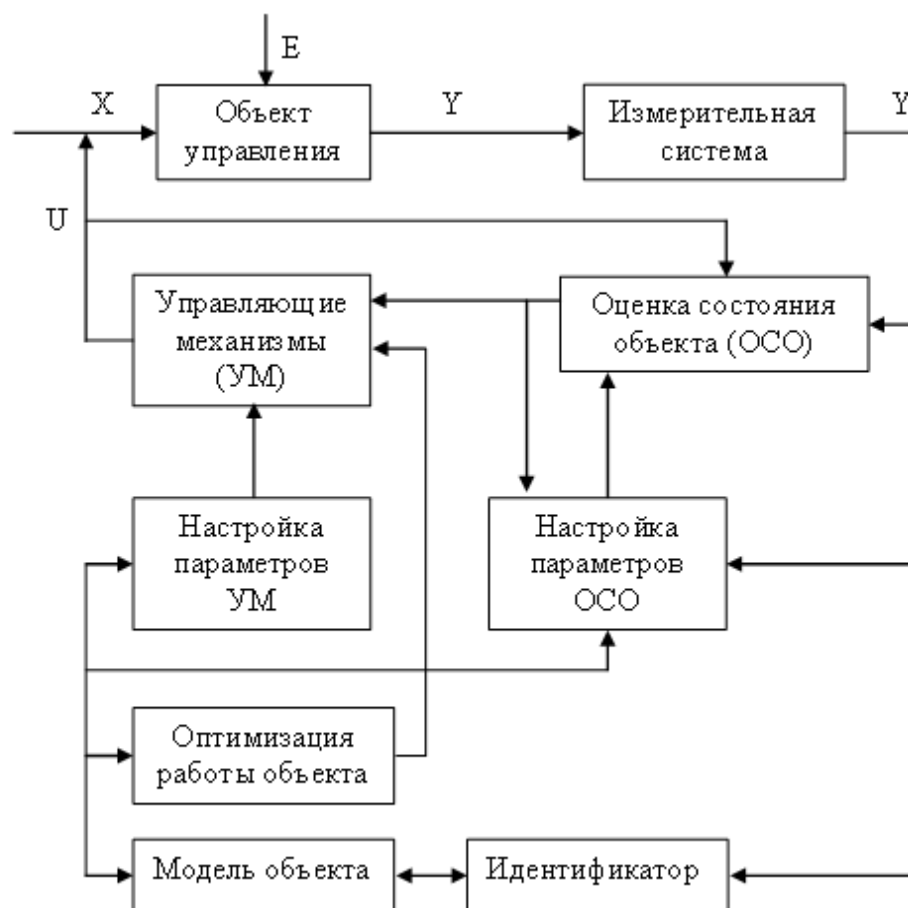 E
X
Объект
управления
Y
Измерительная
система
Y
U
Управляющие
механизмы
(УМ)
Оценка состояния
объекта (ОСО)
Настройка
параметров
УМ
Настройка
параметров
ОСО
Оптимизация
работы объекта
Модель объекта
Идентификатор